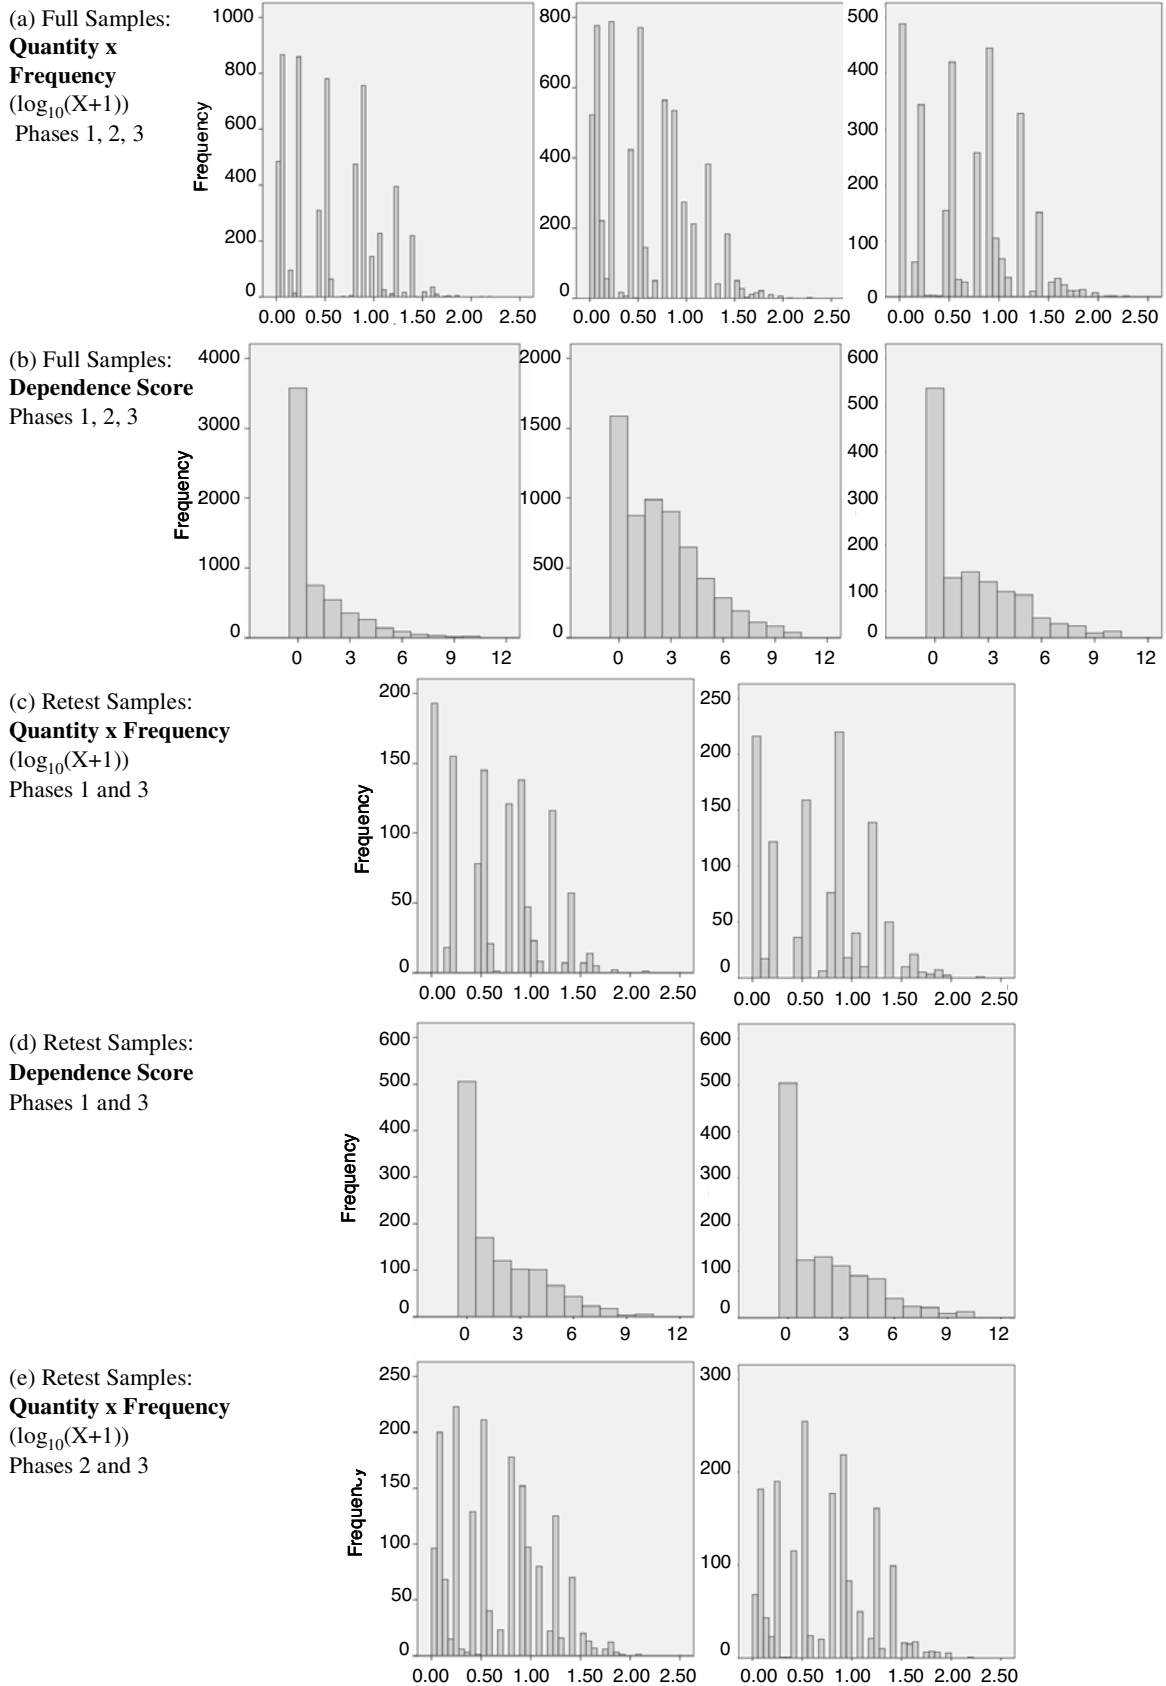 (a) Full Samples:
Quantity x
Frequency
(log10(X+1))
Phases 1, 2, 3
Frequency
1000
800
600
400
200
0
0.00 0.50 1.00 1.50 2.00 2.50
800
600
400
200
0
0.00 0.50 1.00 1.50 2.00 2.50
500
400
300
200
100
0
0.00 0.50 1.00 1.50 2.00 2.50
(b) Full Samples:
Dependence Score
Phases 1, 2, 3
Frequency
4000
3000
2000
1000
0
0 3 6 9 12
2000
1500
1000
500
0
0 3 6 9 12
600
500
400
300
200
100
0
0 3 6 9 12
(c) Retest Samples:
Quantity x Frequency
(log10(X+1))
Phases 1 and 3
Frequency
200
150
100
50
0
0.00 0.50 1.00 1.50 2.00 2.50
250
200
150
100
50
0
0.00 0.50 1.00 1.50 2.00 2.50
(d) Retest Samples:
Dependence Score
Phases 1 and 3
Frequency
600
500
400
300
200
100
0
0 3 6 9 12
600
500
400
300
200
100
0
0 3 6 9 12
(e) Retest Samples:
Quantity x Frequency
(log10(X+1))
Phases 2 and 3
Frequency
250
200
150
100
50
0
0.00 0.50 1.00 1.50 2.00 2.50
300
200
100
0
0.00 0.50 1.00 1.50 2.00 2.50